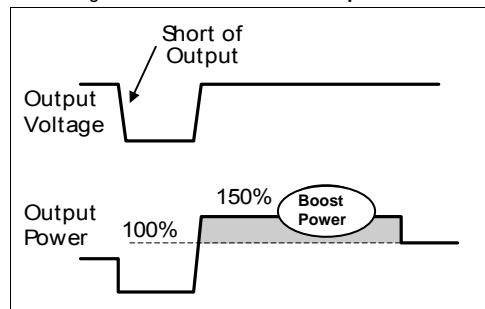 Short of
Output
Output
Voltage
150%
Boost
Power
Output
Power
100%